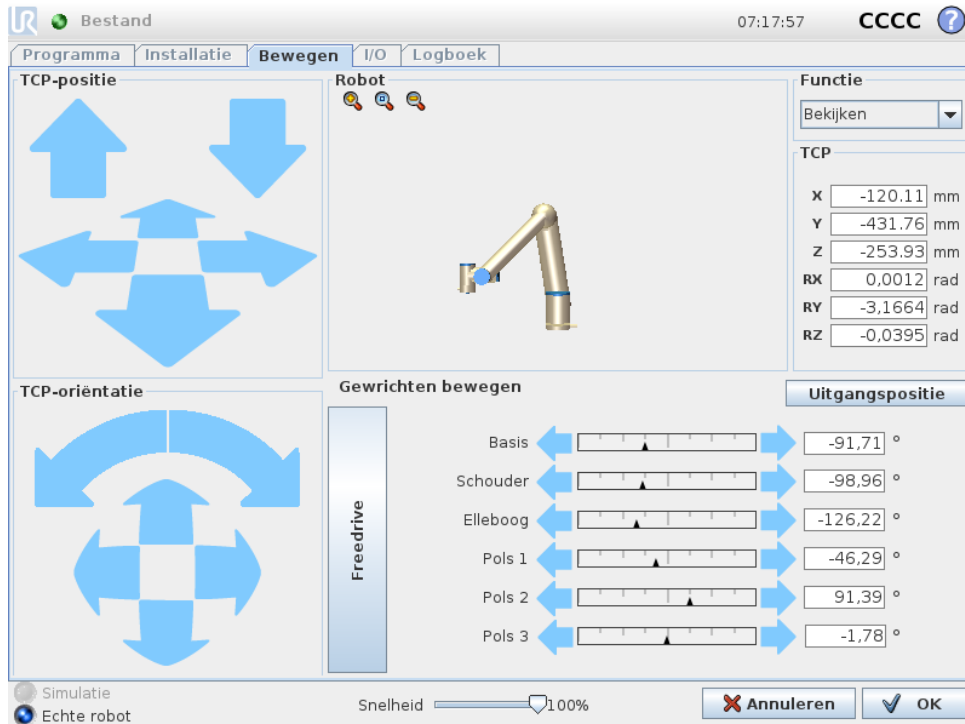 UR Bestand 07:17:57 CCCC ?
Programma Installatie Bewegen I/O Logboek
TCP-positie
Robot
Functie
Bekijken
TCP
X -120.11 mm
Y -431.76 mm
Z -253.93 mm
RX 0,0012 rad
RY -3,1664 rad
RZ -0,0395 rad
TCP-oriëntatie
Gewrichten bewegen
Uitgangspositie
Freedrive
Basis -91,71 °
Schouder -98,96 °
Elleboog -126,22 °
Pols 1 -46,29 °
Pols 2 91,39 °
Pols 3 -1,78 °
Simulatie
Echte robot
Snelheid 100%
Annuleren
OK